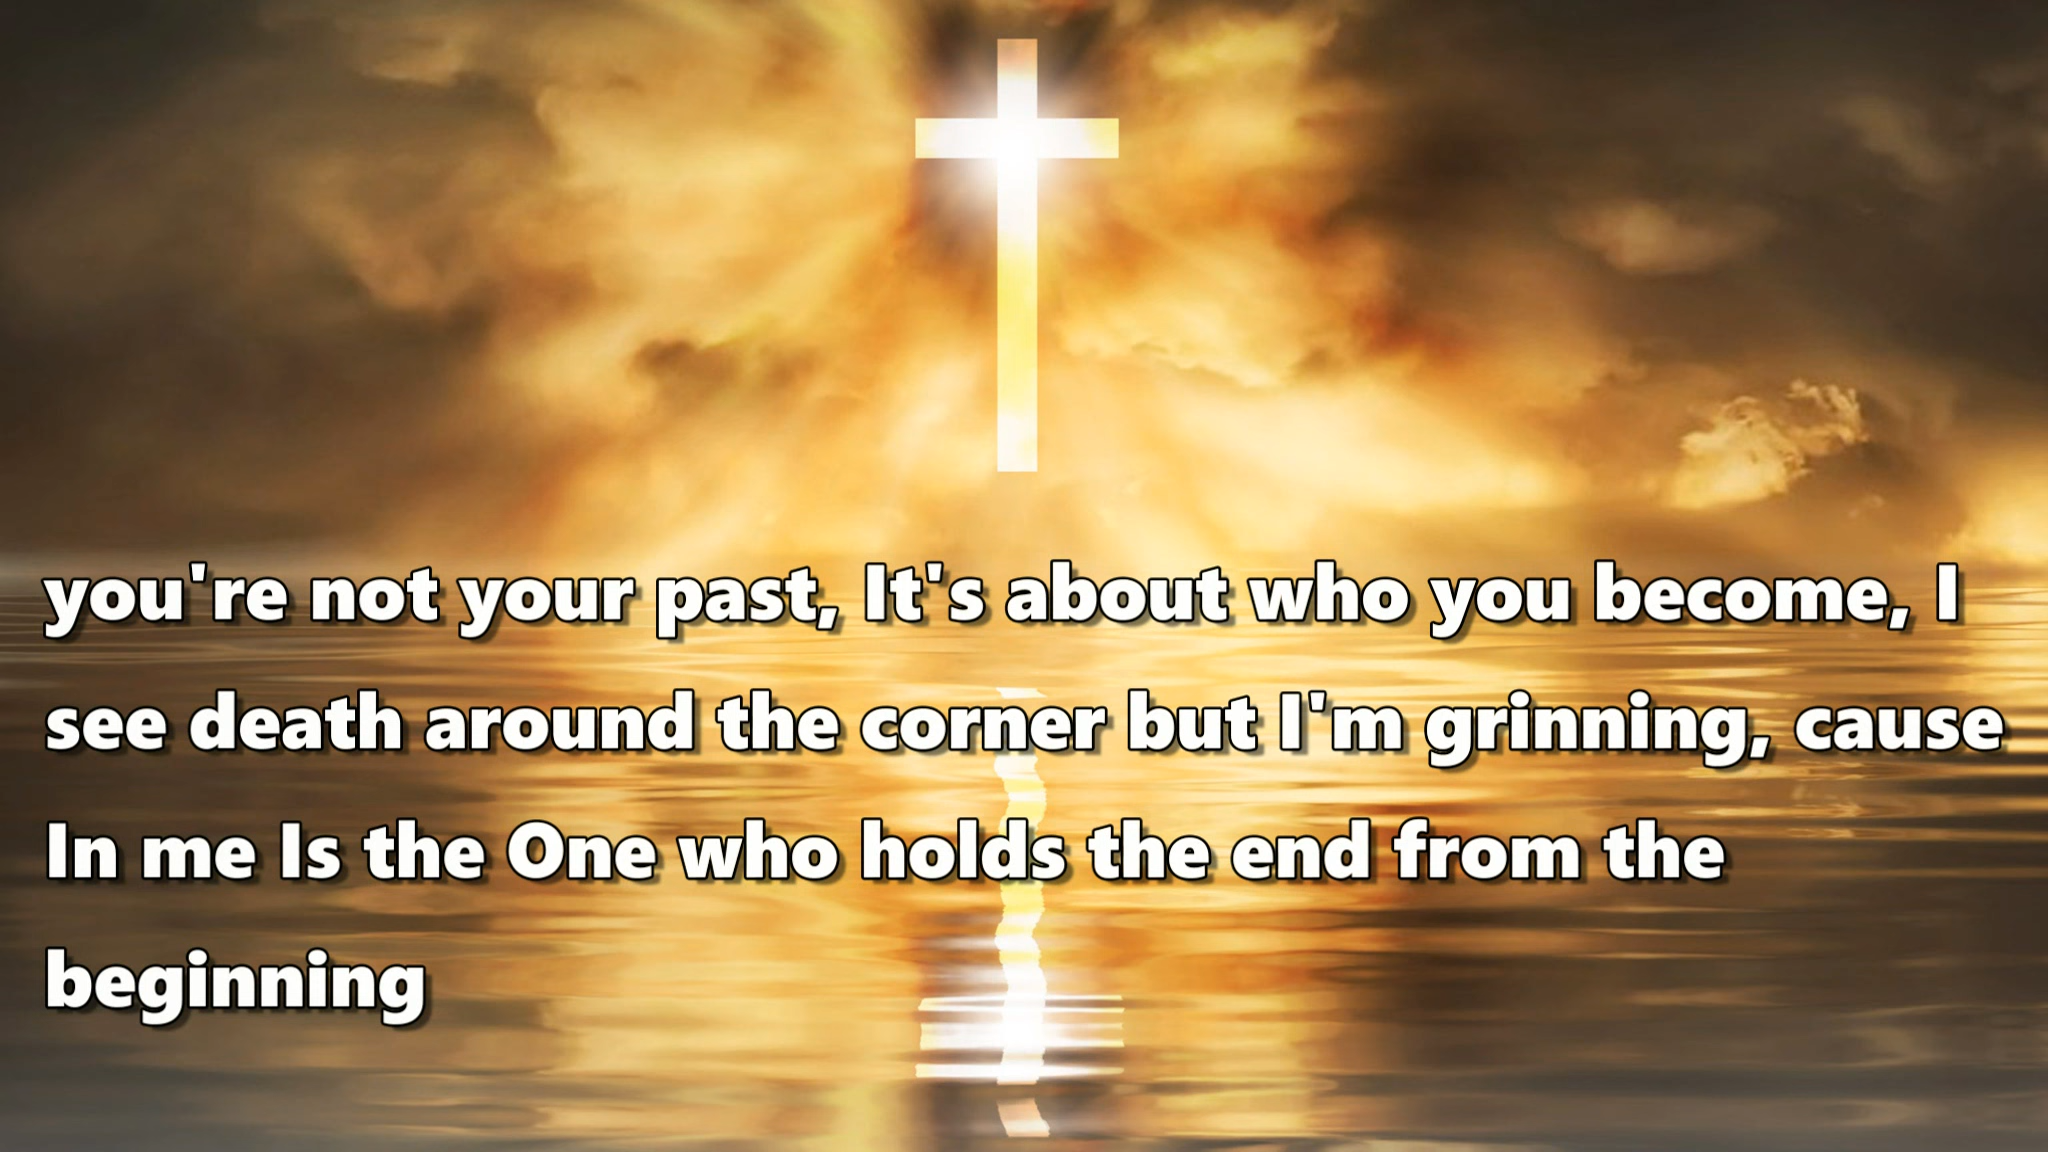 you're not your past, It's about who you become, I
see death around the corner but I'm grinning, cause
In me Is the One who holds the end from the
beginning